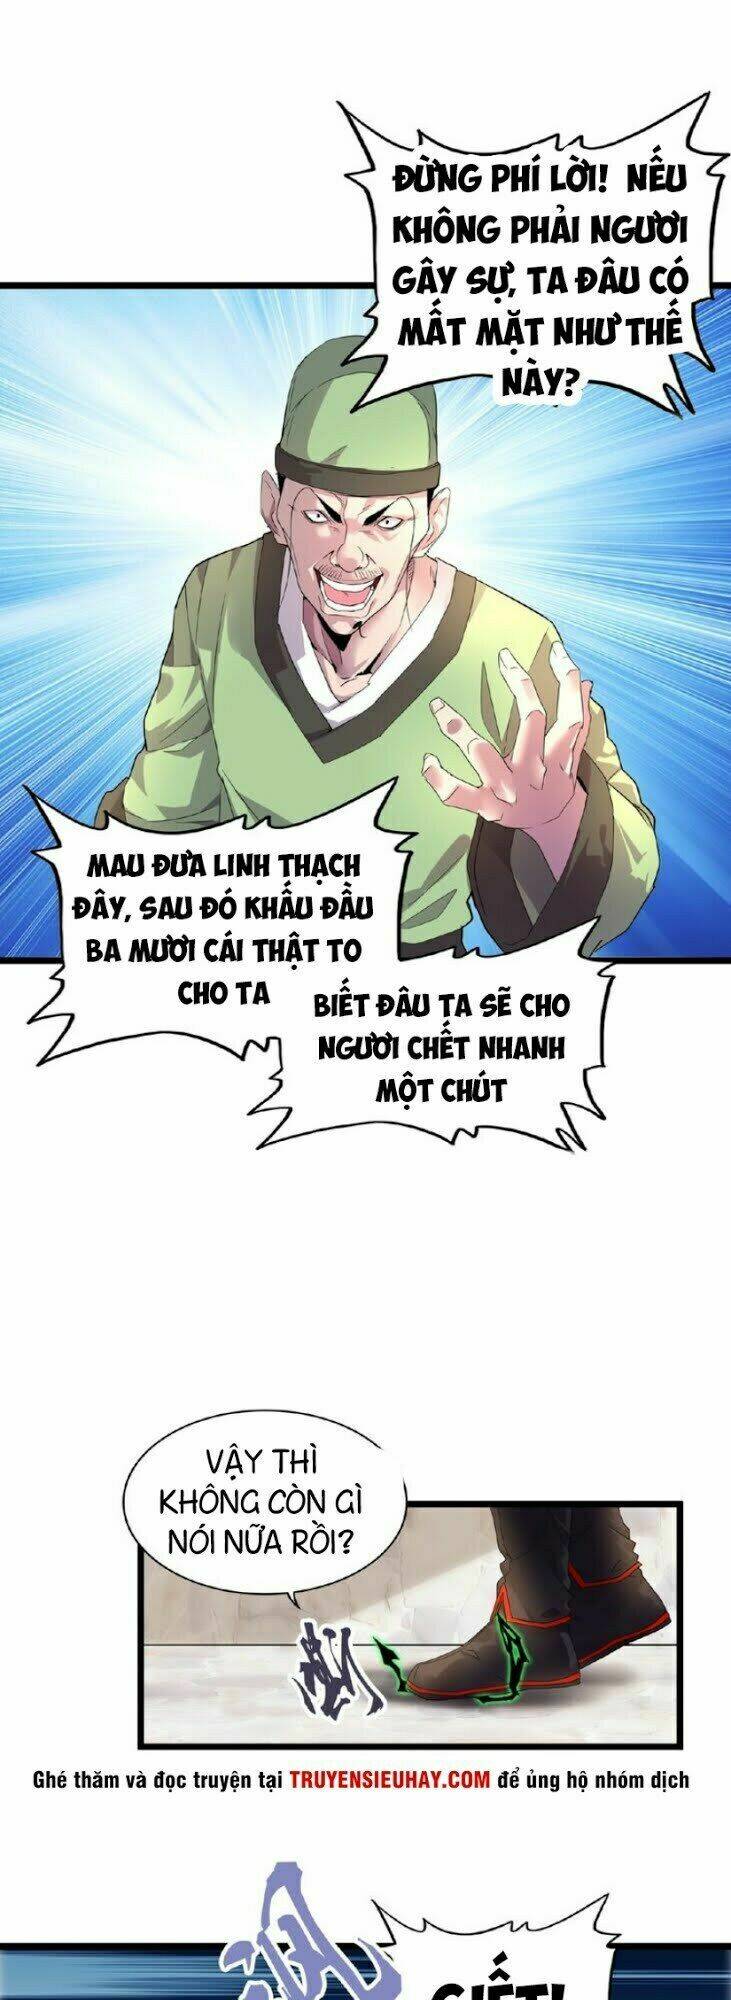 ĐỪNG PHÍ LỜI! NẾU
KHÔNG PHẢI NGƯƠI
GÂY SỰ, TA ĐÂU CÓ
MẤT MẶT NHƯ THẾ
NÀY?
MAU ĐƯA LINH THẠCH
ĐÂY, SAU ĐÓ KHẤU ĐẦU
BA MƯƠI CÁI THẬT TO
CHO TA
BIẾT ĐÂU TA SẼ CHO
NGƯƠI CHẾT NHANH
MỘT CHÚT
VẬY THÌ
KHÔNG CÒN GÌ
NÓI NỮA RỒI?
Ghé thăm và đọc truyện tại TRUYENSIEUHAY.COM để ủng hộ nhóm dịch
GIẾT!